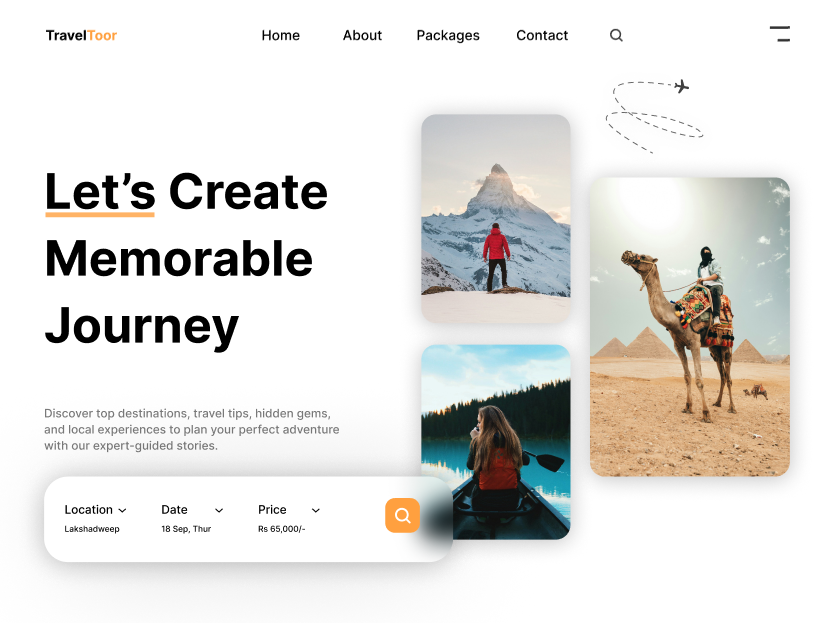 TravelToor
Home About Packages Contact
Let's Create
Memorable
Journey
Discover top destinations, travel tips, hidden gems,
and local experiences to plan your perfect adventure
with our expert-guided stories.
Location Date Price
Lakshadweep 18 Sep, Thur Rs 65,000/-